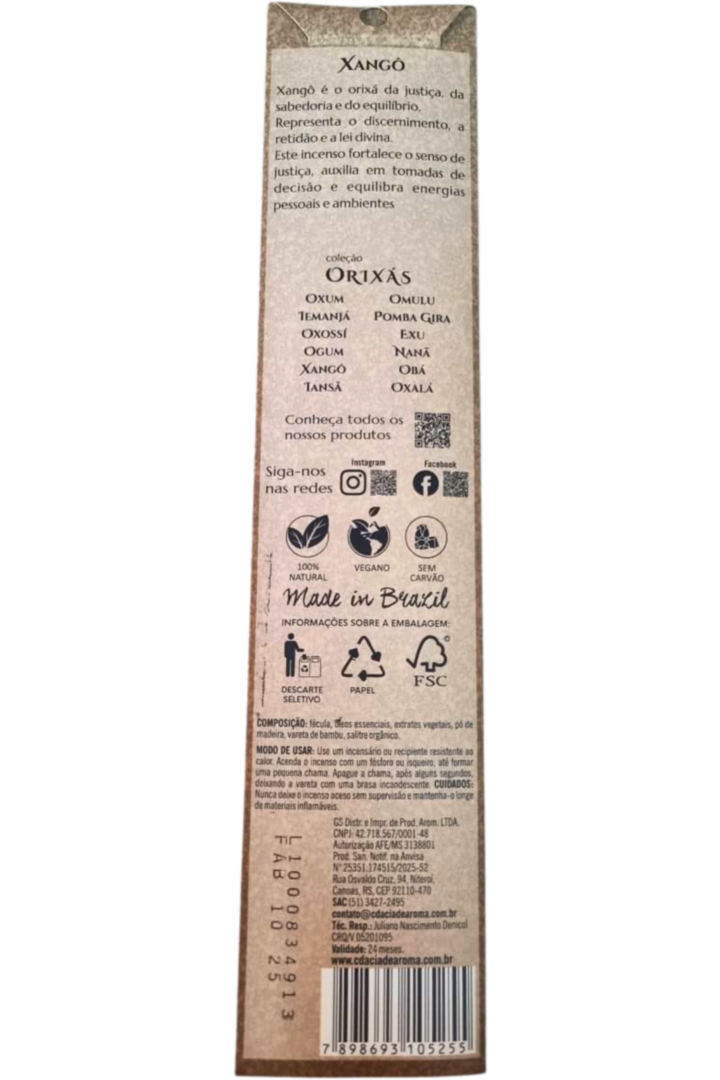 XANGÔ
Xangô é o orixá da justiça, da
sabedoria e do equilíbrio.
Representa o discernimento, a
retidão e a lei divina.
Este incenso fortalece o senso de
justiça, auxilia em tomadas de
decisão e equilibra energias
pessoais e ambientes
coleção
ORIXÁS
OXUM
IEMANJÁ
OXOSSÍ
OGUM
XANGÔ
IANSÃ
OMULU
POMBA GIRA
EXU
NANÃ
OBÁ
OXALÁ
Conheça todos os
nossos produtos
Siga-nos
nas redes
Instagram
Facebook
100%
NATURAL
VEGANO
SEM
CARVÃO
Made in Brazil
INFORMAÇÕES SOBRE A EMBALAGEM:
DESCARTE
SELETIVO
PAPEL
FSC
COMPOSIÇÃO: fécula, óleos essenciais, extratos vegetais, pó de
madeira, vareta de bambu, salitre orgânico.
MODO DE USAR: Use um incensário ou recipiente resistente ao
calor. Acenda o incenso com um fósforo ou isqueiro, até formar
uma pequena chama. Apague a chama, após alguns segundos,
deixando a vareta com uma brasa incandescente. CUIDADOS:
Nunca deixe o incenso aceso sem supervisão e mantenha-o longe
de materiais inflamáveis.
GS Distr. e Impr. de Prod. Arom. LTDA.
CNPJ: 42.718.567/0001-48
Autorização AFE/MS 3138801
Prod. San. Notif. na Anvisa
N° 25351.174515/2025-52
Rua Osvaldo Cruz, 94, Niterói,
Canoas, RS, CEP 92110-470
SAC (51) 3427-2495
contato@cdaciadearoma.com.br
Téc. Resp.: Juliano Nascimento Denicol
CRQ/V 05201095
Validade: 24 meses.
www.cdaciadearoma.com.br
L 1000834913
FAB 10 25
7 898693 105255